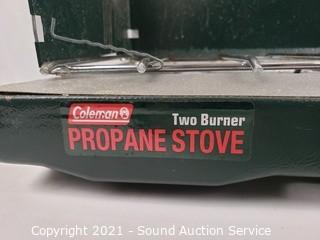 Coleman
Two Burner
PROPANE STOVE
Copyright 2021 - Sound Auction Service